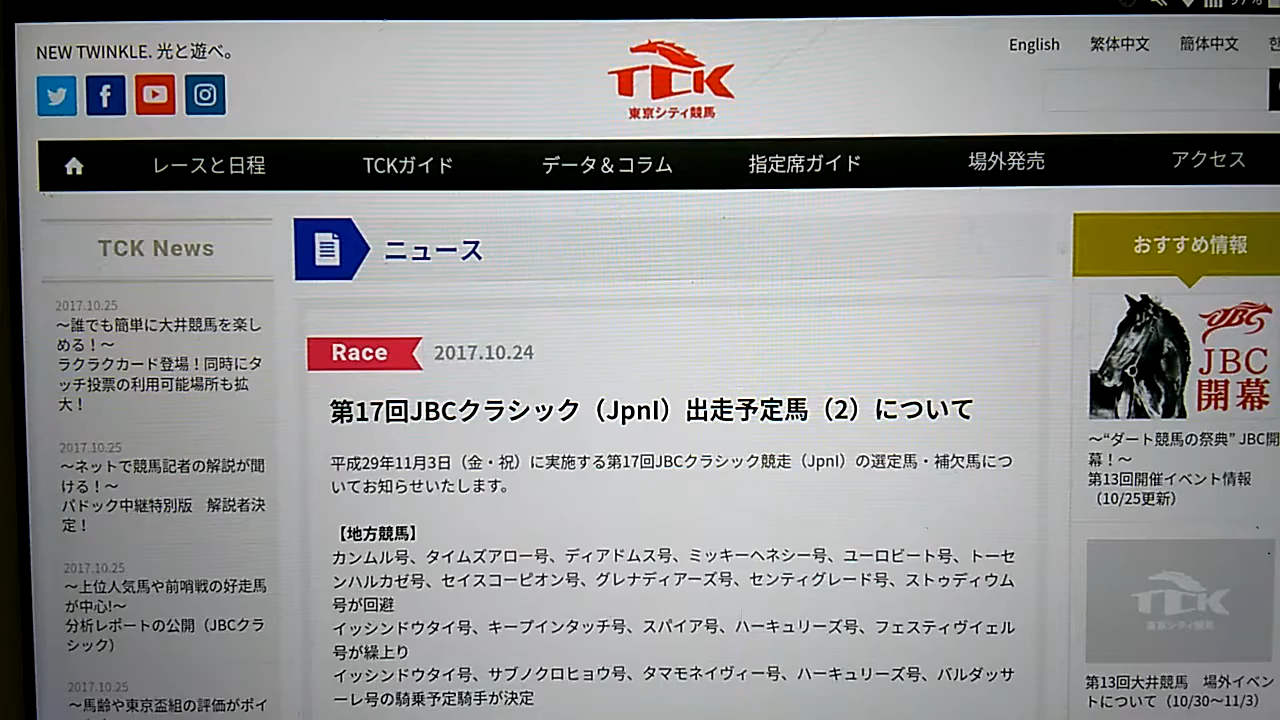 NEW TWINKLE. 光と遊べ。
TCK
東京シティ競馬
English 繁体中文 簡体中文
レースと日程 TCKガイド データ＆コラム 指定席ガイド 場外発売 アクセス
TCK News
2017.10.25
～誰でも簡単に大井競馬を楽し
める！～
ラクラクカード登場！同時にタ
ッチ投票の利用可能場所も拡
大！
2017.10.25
～ネットで競馬記者の解説が聞
ける！～
パドック中継特別版　解説者決
定！
2017.10.25
～上位人気馬や前哨戦の好走馬
が中心!～
分析レポートの公開（JBCクラ
シック）
2017.10.25
～馬齢や東京盃組の評価がポイ
ニュース
Race 2017.10.24
第17回JBCクラシック（JpnI）出走予定馬（2）について
平成29年11月3日（金・祝）に実施する第17回JBCクラシック競走（JpnI）の選定馬・補欠馬につ
いてお知らせいたします。
【地方競馬】
カンムル号、タイムズアロー号、ディアドムス号、ミッキーヘネシー号、ユーロビート号、トーセ
ンハルカゼ号、セイスコーピオン号、グレナディアーズ号、センティグレード号、ストゥディウム
号が回避
イッシンドウタイ号、キープインタッチ号、スパイア号、ハーキュリーズ号、フェスティヴイェル
号が繰上り
イッシンドウタイ号、サブノクロヒョウ号、タマモネイヴィー号、ハーキュリーズ号、バルダッサ
ーレ号の騎乗予定騎手が決定
おすすめ情報
JBC
JBC
開幕
～“ダート競馬の祭典” JBC開
幕！～
第13回開催イベント情報
（10/25更新）
TCK
東京シティ競馬
第13回大井競馬　場外イベン
トについて（10/30～11/3）